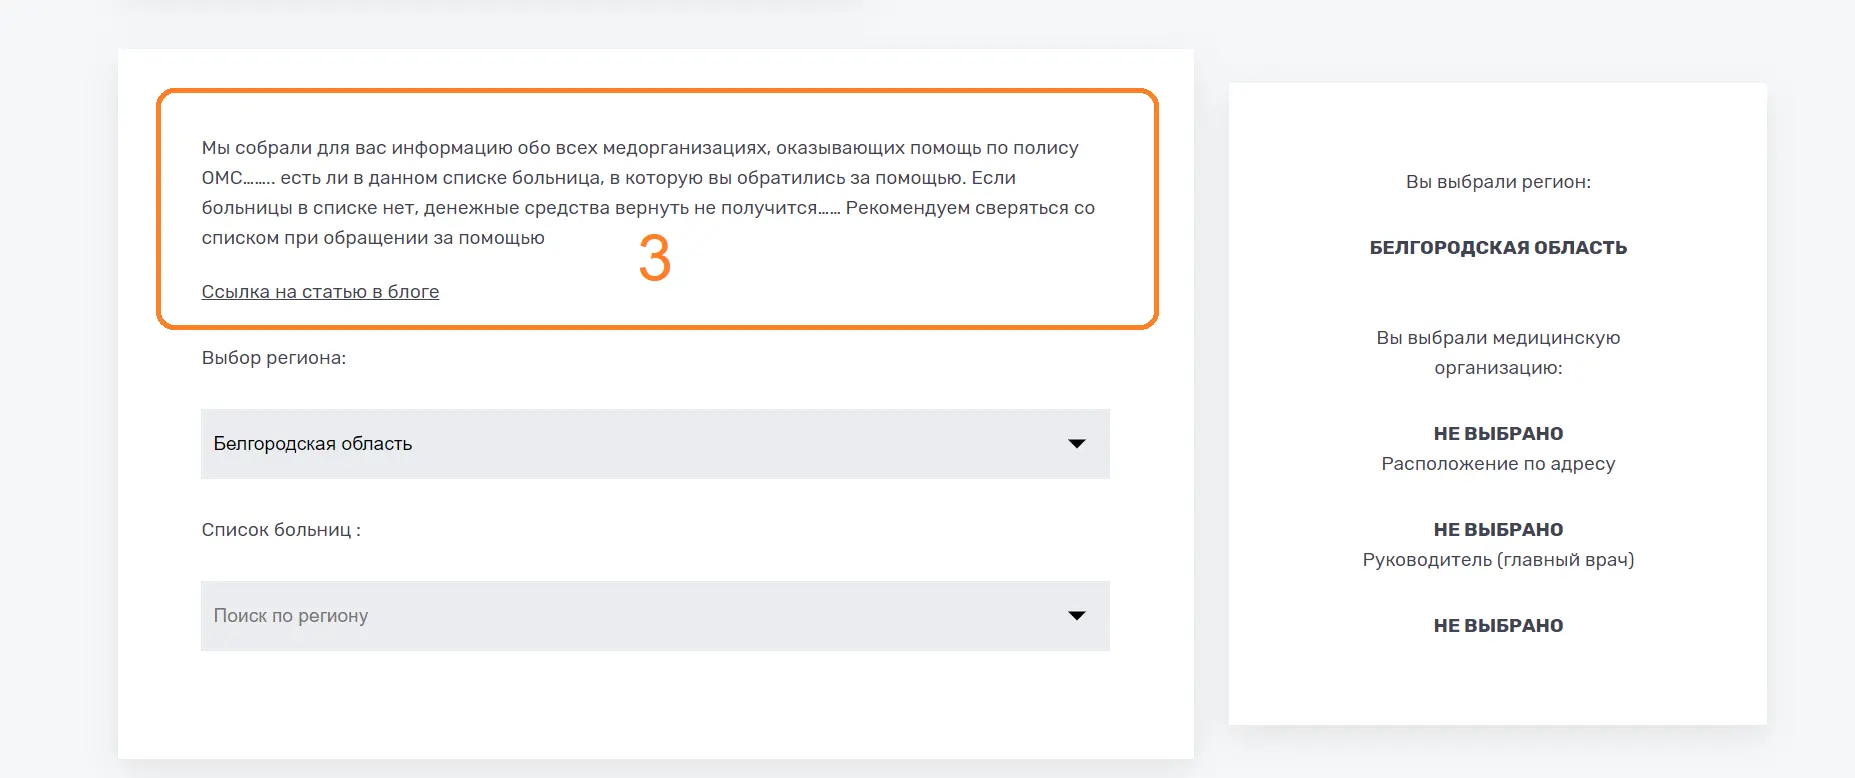 Мы собрали для вас информацию обо всех медорганизациях, оказывающих помощь по полису
ОМС…….. есть ли в данном списке больница, в которую вы обратились за помощью. Если
больницы в списке нет, денежные средства вернуть не получится…… Рекомендуем сверяться со
списком при обращении за помощью
3
Ссылка на статью в блоге
Выбор региона:
Белгородская область
Список больниц :
Поиск по региону
Вы выбрали регион:
БЕЛГОРОДСКАЯ ОБЛАСТЬ
Вы выбрали медицинскую
организацию:
НЕ ВЫБРАНО
Расположение по адресу
НЕ ВЫБРАНО
Руководитель (главный врач)
НЕ ВЫБРАНО